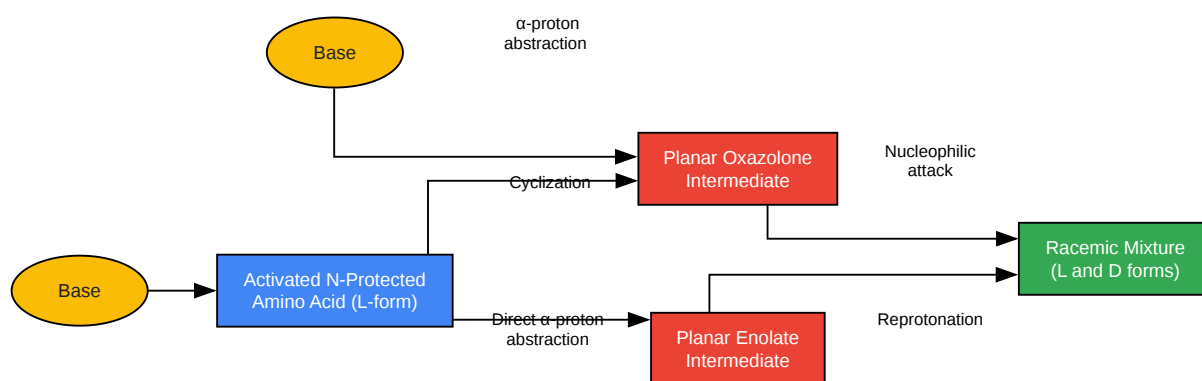 α-proton
abstraction
Base
Planar Oxazolone
Intermediate
Nucleophilic
attack
Cyclization
Base
Activated N-Protected
Amino Acid (L-form)
Racemic Mixture
(L and D forms)
Direct α-proton
abstraction
Planar Enolate
Intermediate
Reprotonation